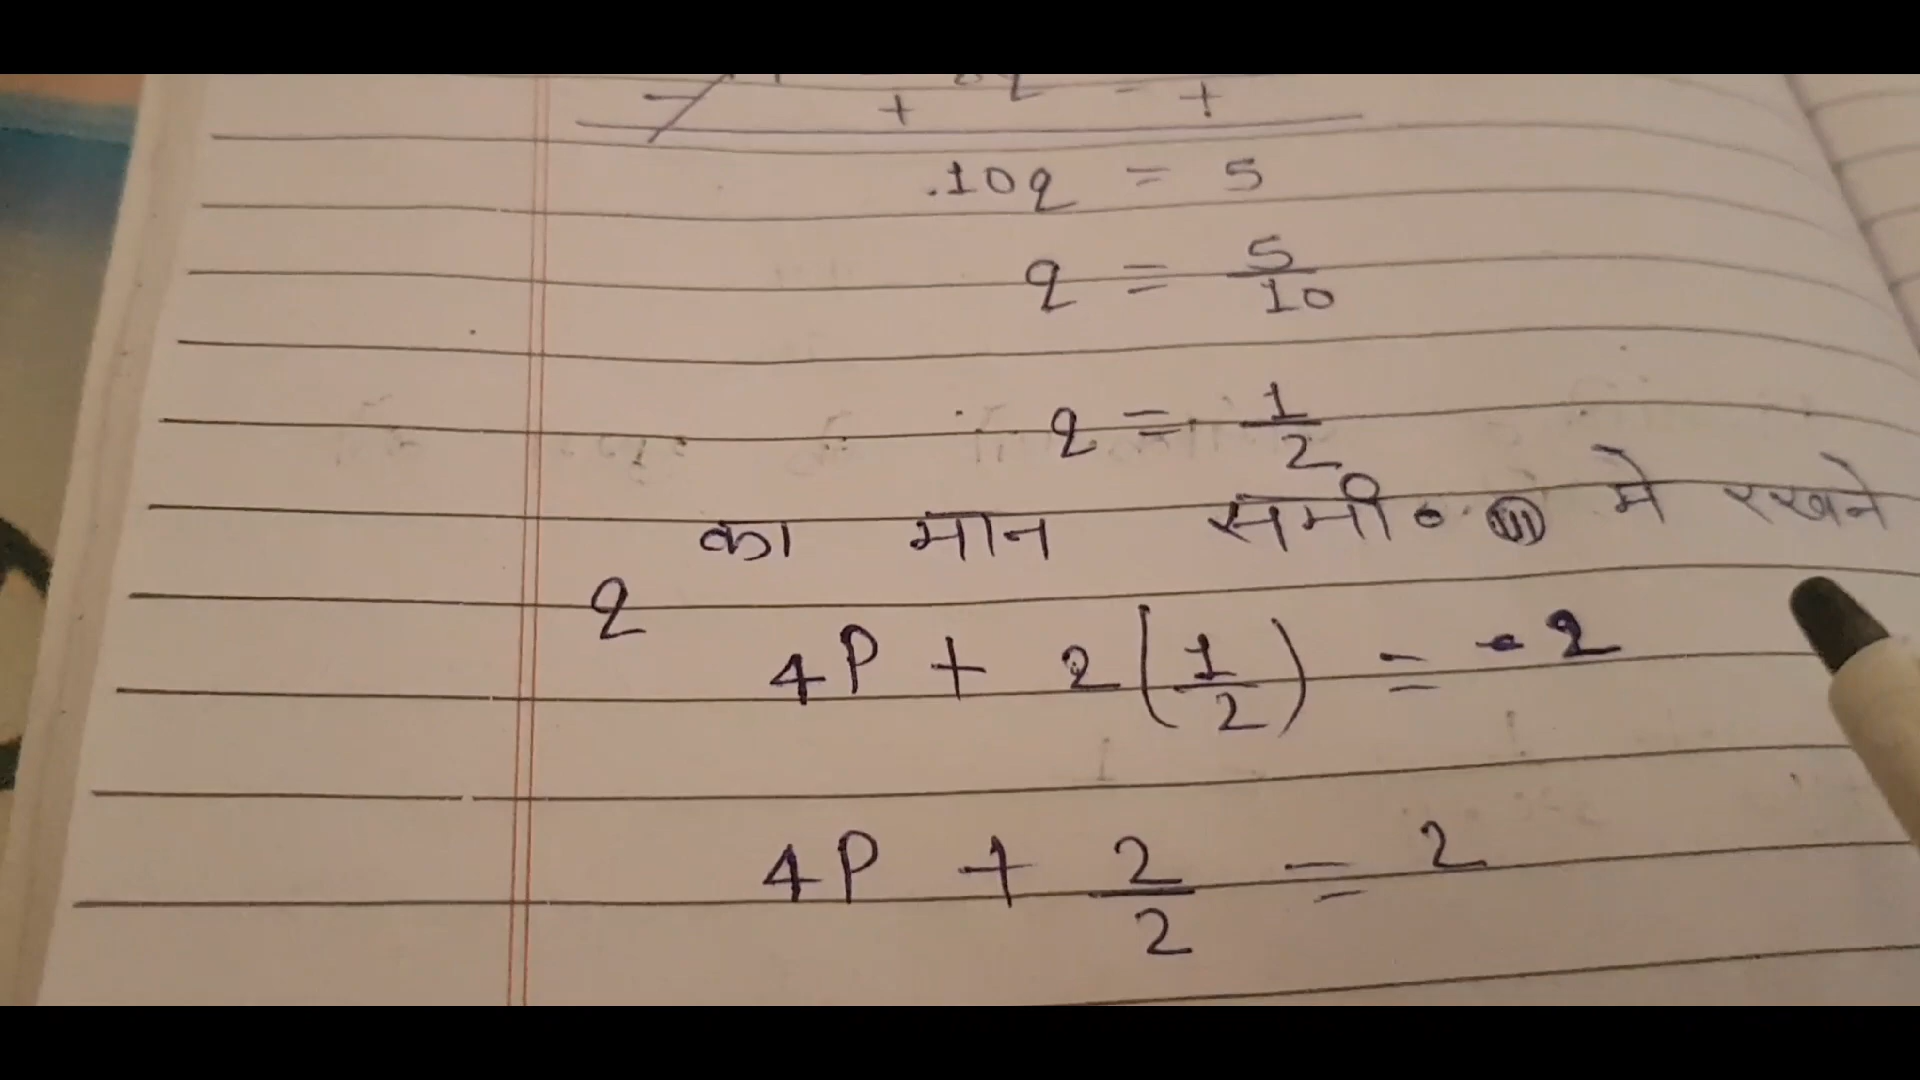 - + - +
10q = 5
q = 5/10
q = 1/2
q का मान समी० (iii) मे रखने
4P + 2(1/2) = -2
4P + 2/2 = 2